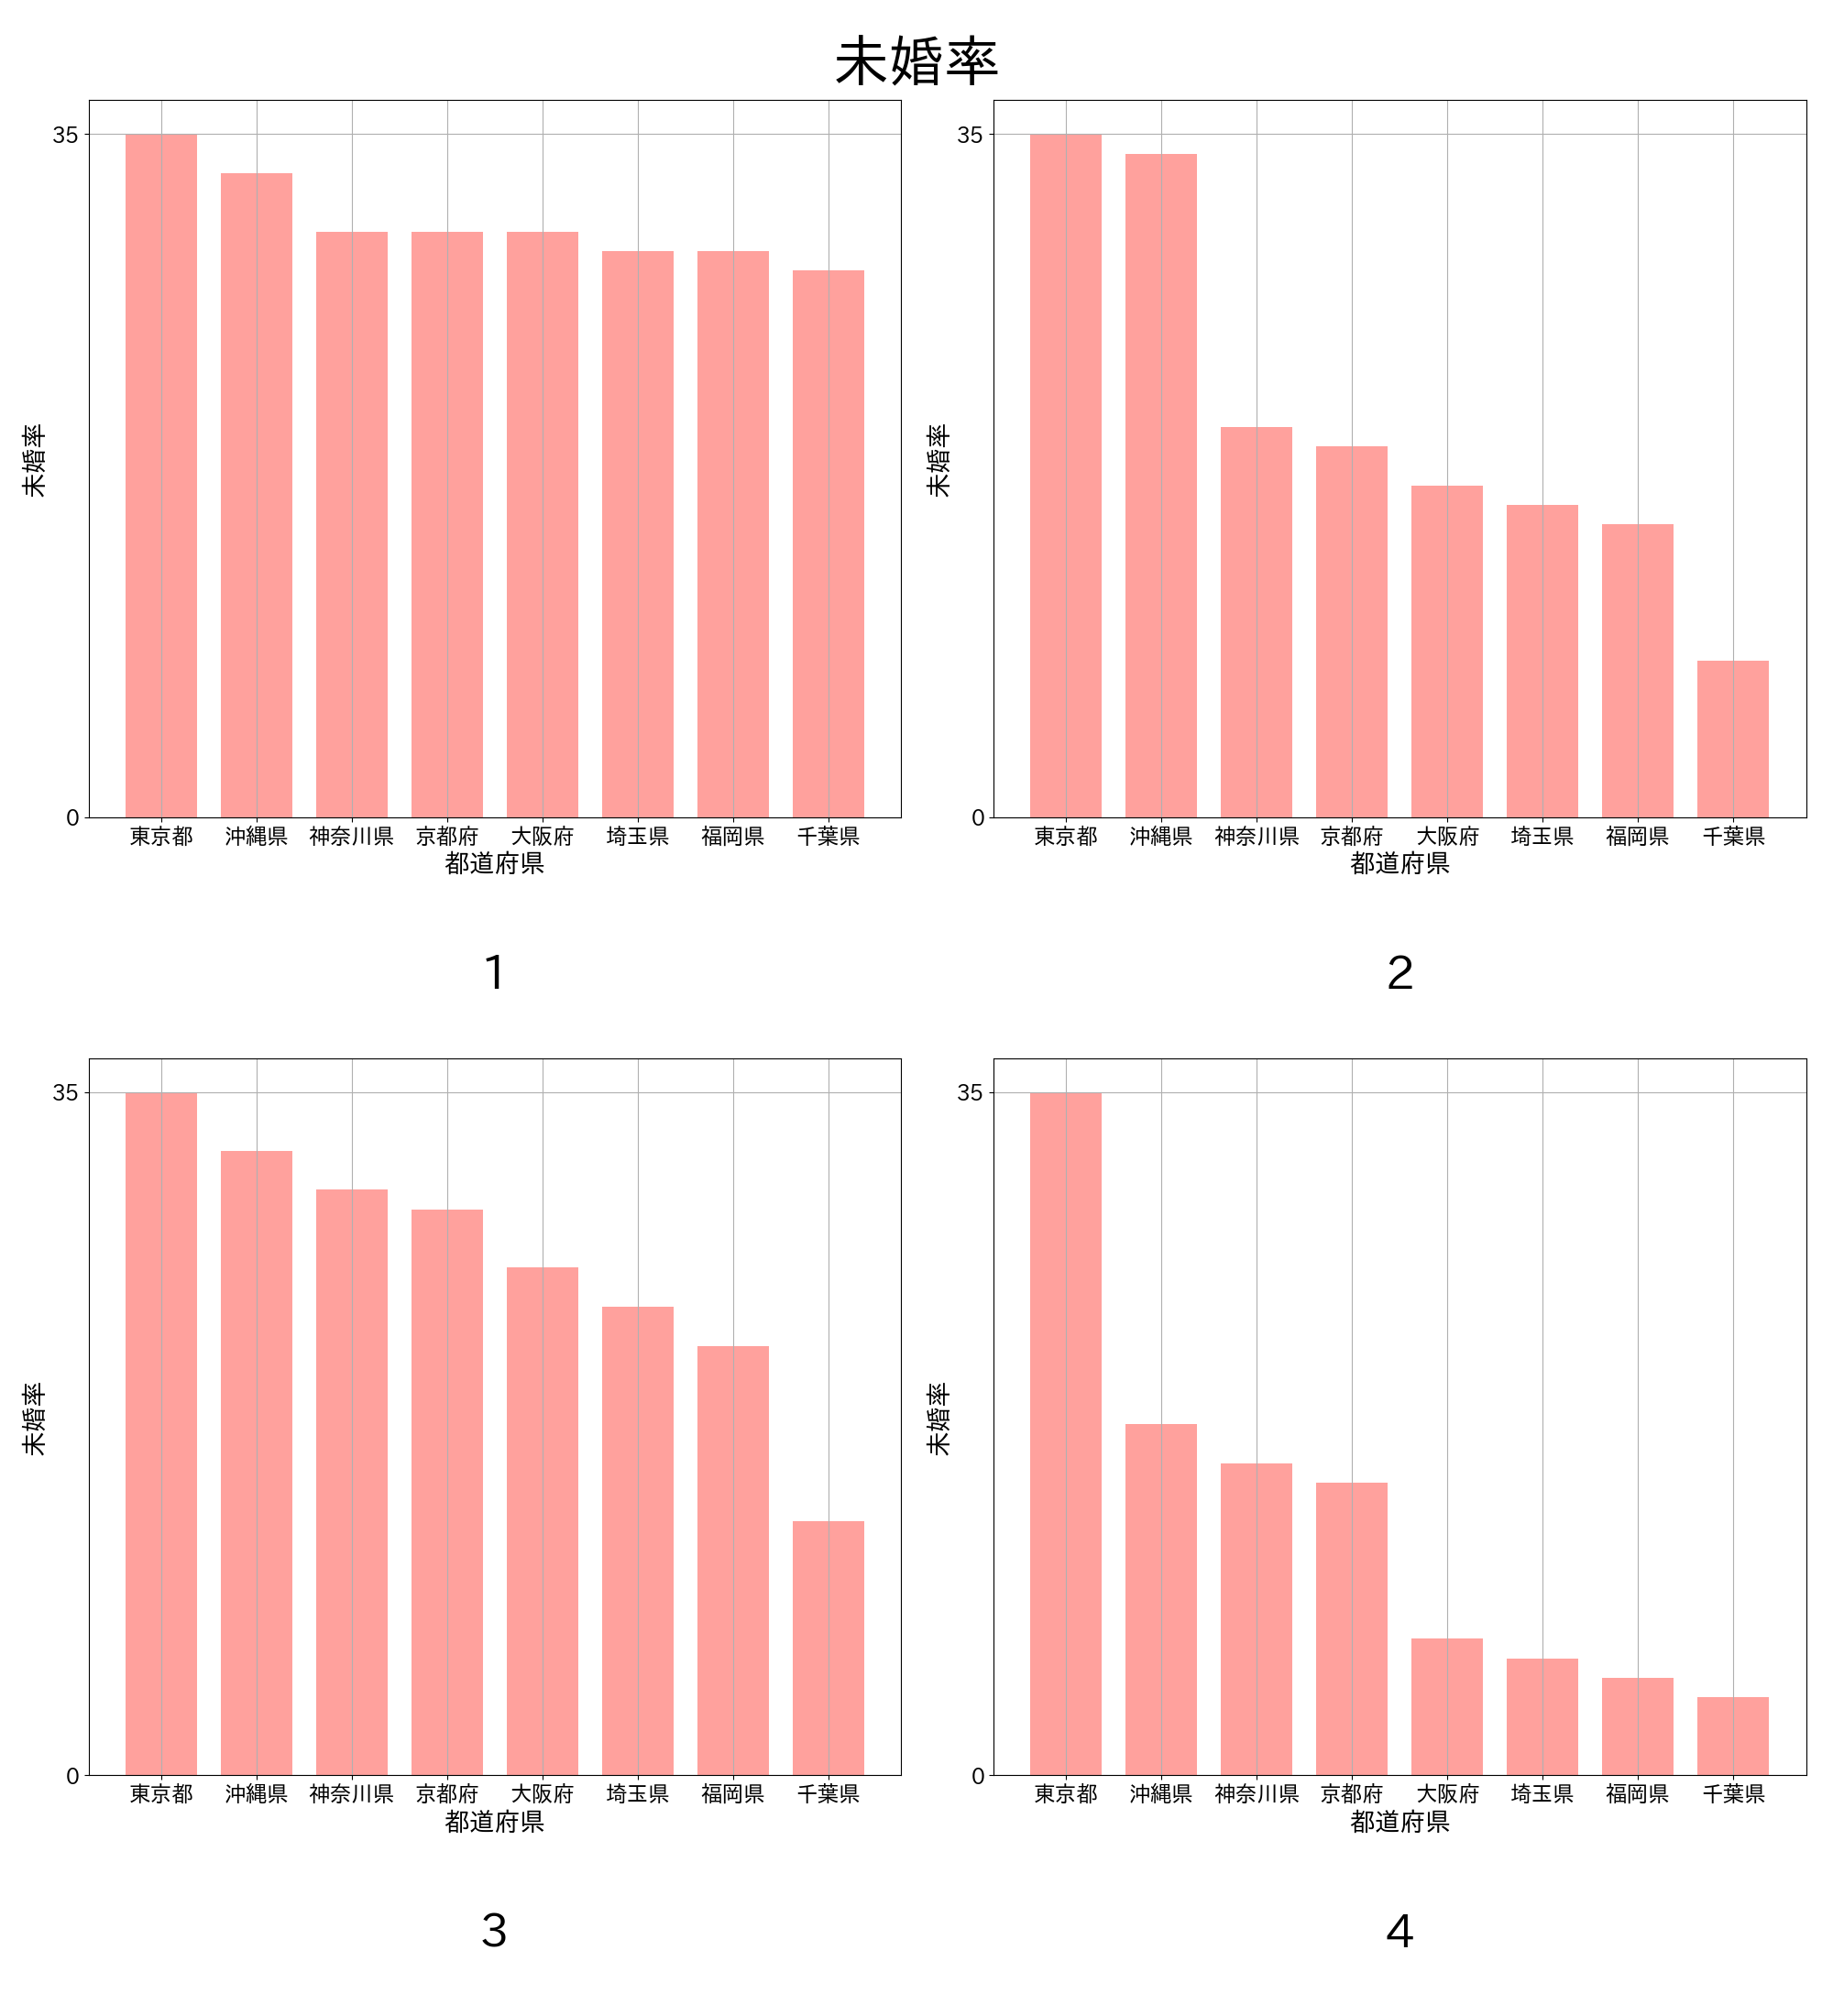 未婚率
35
0
未婚率
東京都 沖縄県 神奈川県 京都府 大阪府 埼玉県 福岡県 千葉県
都道府県
1
35
0
未婚率
東京都 沖縄県 神奈川県 京都府 大阪府 埼玉県 福岡県 千葉県
都道府県
2
35
0
未婚率
東京都 沖縄県 神奈川県 京都府 大阪府 埼玉県 福岡県 千葉県
都道府県
3
35
0
未婚率
東京都 沖縄県 神奈川県 京都府 大阪府 埼玉県 福岡県 千葉県
都道府県
4